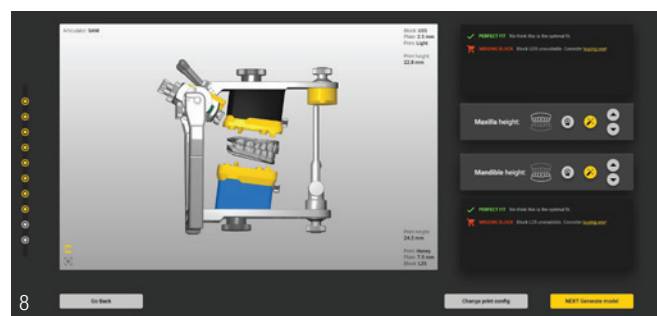 Articulator: SAM
Block: U35
Plate: 2.5 mm
Print: Light
Print height:
22.8 mm
PERFECT FIT We think this is the optimal fit.
MISSING BLOCK Block U35 unavailable. Consider buying one!
Maxilla height:
Mandible height:
PERFECT FIT We think this is the optimal fit.
MISSING BLOCK Block L25 unavailable. Consider buying one!
Print height:
24.3 mm
Print: Honey
Plate: 7.5 mm
Block: L25
8
Go Back
Change print config
NEXT Generate model